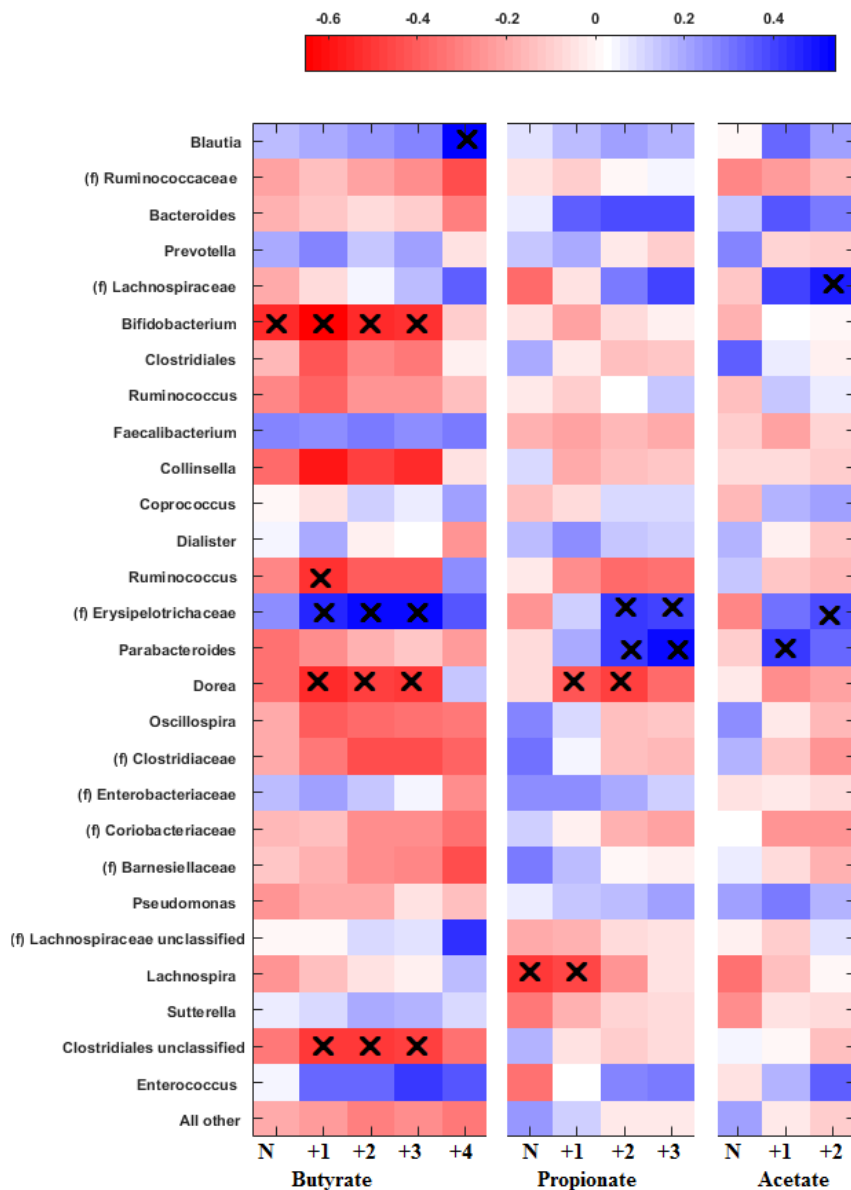 -0.6 -0.4 -0.2 0 0.2 0.4
Blautia
(f) Ruminococcaceae
Bacteroides
Prevotella
(f) Lachnospiraceae
Bifidobacterium
Clostridiales
Ruminococcus
Faecalibacterium
Collinsella
Coprococcus
Dialister
Ruminococcus
(f) Erysipelotrichaceae
Parabacteroides
Dorea
Oscillospira
(f) Clostridiaceae
(f) Enterobacteriaceae
(f) Coriobacteriaceae
(f) Barnesiellaceae
Pseudomonas
(f) Lachnospiraceae unclassified
Lachnospira
Sutterella
Clostridiales unclassified
Enterococcus
All other
N +1 +2 +3 +4 N +1 +2 +3 N +1 +2
Butyrate Propionate Acetate